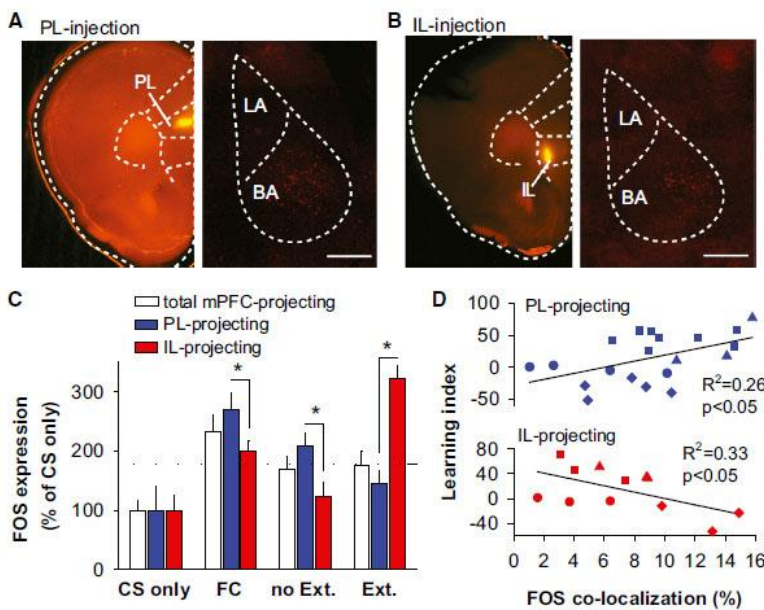 A PL-injection
PL
LA
BA
B IL-injection
IL
LA
BA
C
total mPFC-projecting
PL-projecting
IL-projecting
FOS expression
(% of CS only)
300
200
100
0
*
*
*
CS only FC no Ext. Ext.
D
Learning index
100
50
0
-50
PL-projecting
R²=0.26
p<0.05
80
40
0
-40
IL-projecting
R²=0.33
p<0.05
0 2 4 6 8 10 12 14 16
FOS co-localization (%)